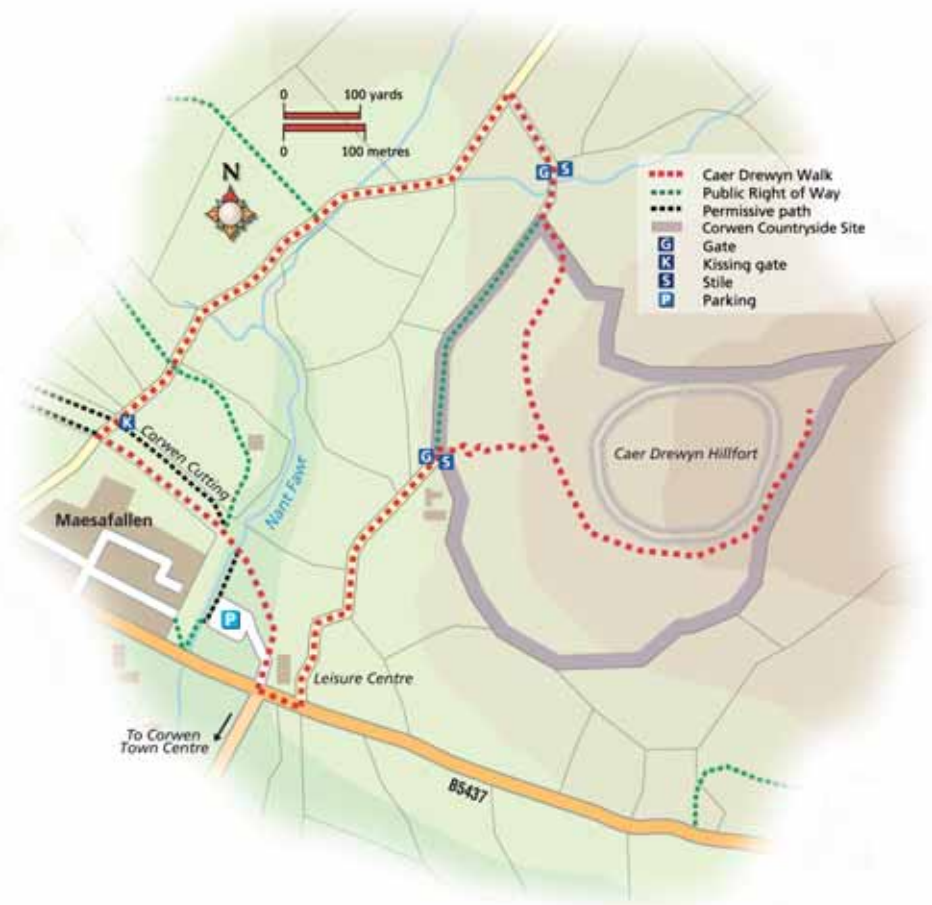 0 100 yards
0 100 metres
N
G S
Caer Drewyn Walk
Public Right of Way
Permissive path
Corwen Countryside Site
G Gate
K Kissing gate
S Stile
P Parking
K
Corwen Cutting
Nant Fawr
G S
Caer Drewyn Hillfort
Maesafallen
P
Leisure Centre
To Corwen
Town Centre
B5437